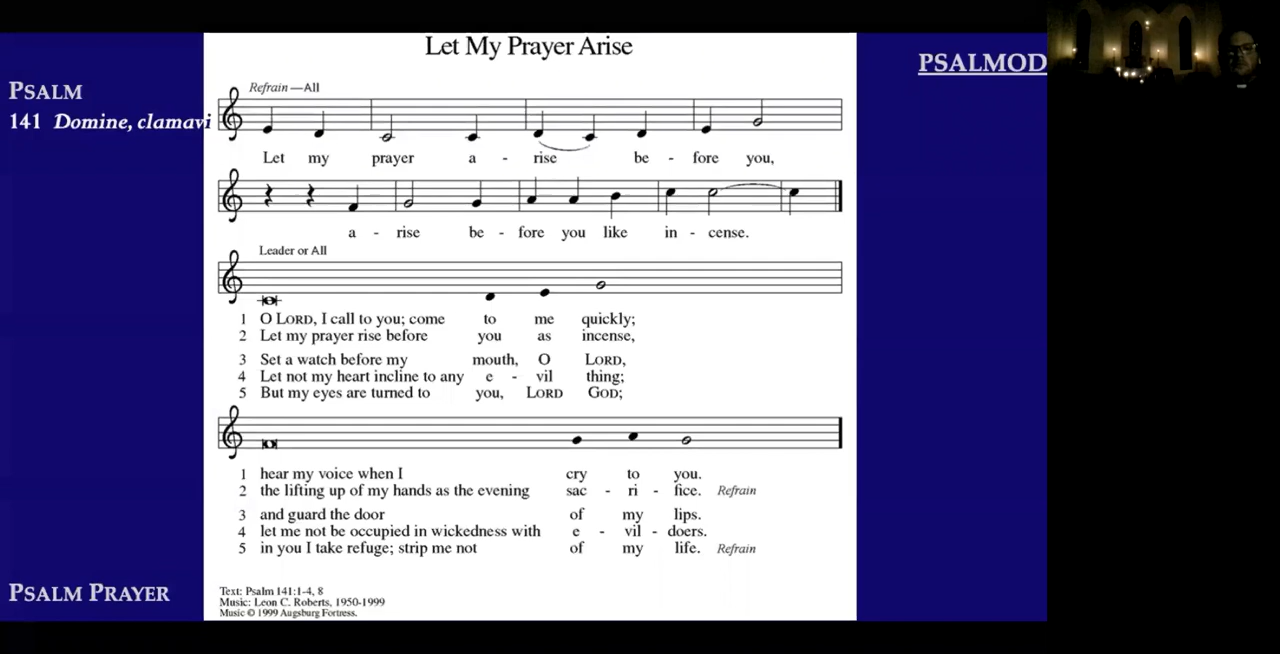 Let My Prayer Arise
PSALM
141 Domine, clamavi
PSALMOD
Refrain—All
Let my prayer a - rise be - fore you,
a - rise be - fore you like in - cense.
Leader or All
1 O LORD, I call to you; come to me quickly;
2 Let my prayer rise before you as incense,
3 Set a watch before my mouth, O LORD,
4 Let not my heart incline to any e - vil thing;
5 But my eyes are turned to you, LORD GOD;
1 hear my voice when I cry to you.
2 the lifting up of my hands as the evening sac - ri - fice. Refrain
3 and guard the door of my lips.
4 let me not be occupied in wickedness with e - vil - doers.
5 in you I take refuge; strip me not of my life. Refrain
PSALM PRAYER
Text: Psalm 141:1-4, 8
Music: Leon C. Roberts, 1950-1999
Music © 1999 Augsburg Fortress.